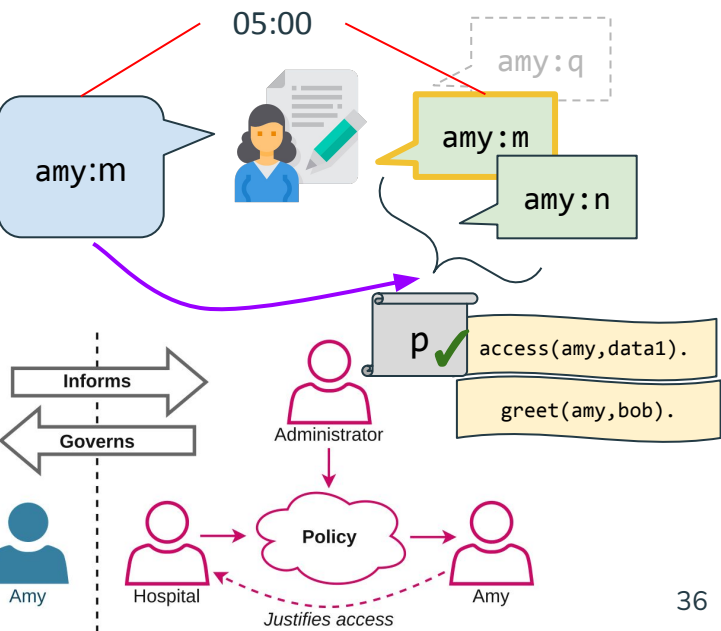 05:00
amy:q
amy:m
amy:m
amy:n
p
access(amy,data1).
greet(amy,bob).
Informs
Governs
Administrator
Policy
Amy
Hospital
Amy
Justifies access
36